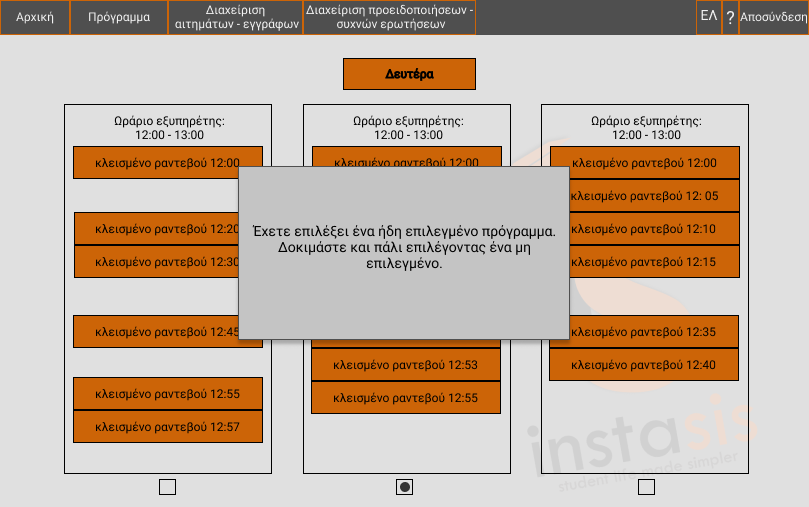 Αρχική
Πρόγραμμα
Διαχείριση
αιτημάτων - εγγράφων
Διαχείριση προειδοποιήσεων -
συχνών ερωτήσεων
ΕΛ
?
Αποσύνδεση
Δευτέρα
Ωράριο εξυπηρέτης:
12:00 - 13:00
κλεισμένο ραντεβού 12:00
κλεισμένο ραντεβού 12:20
κλεισμένο ραντεβού 12:30
κλεισμένο ραντεβού 12:45
κλεισμένο ραντεβού 12:55
κλεισμένο ραντεβού 12:57
Ωράριο εξυπηρέτης:
12:00 - 13:00
κλεισμένο ραντεβού 12:00
κλεισμένο ραντεβού 12:53
κλεισμένο ραντεβού 12:55
Ωράριο εξυπηρέτης:
12:00 - 13:00
κλεισμένο ραντεβού 12:00
κλεισμένο ραντεβού 12: 05
κλεισμένο ραντεβού 12:10
κλεισμένο ραντεβού 12:15
κλεισμένο ραντεβού 12:35
κλεισμένο ραντεβού 12:40
Έχετε επιλέξει ένα ήδη επιλεγμένο πρόγραμμα.
Δοκιμάστε και πάλι επιλέγοντας ένα μη
επιλεγμένο.
instasis
student life made simpler